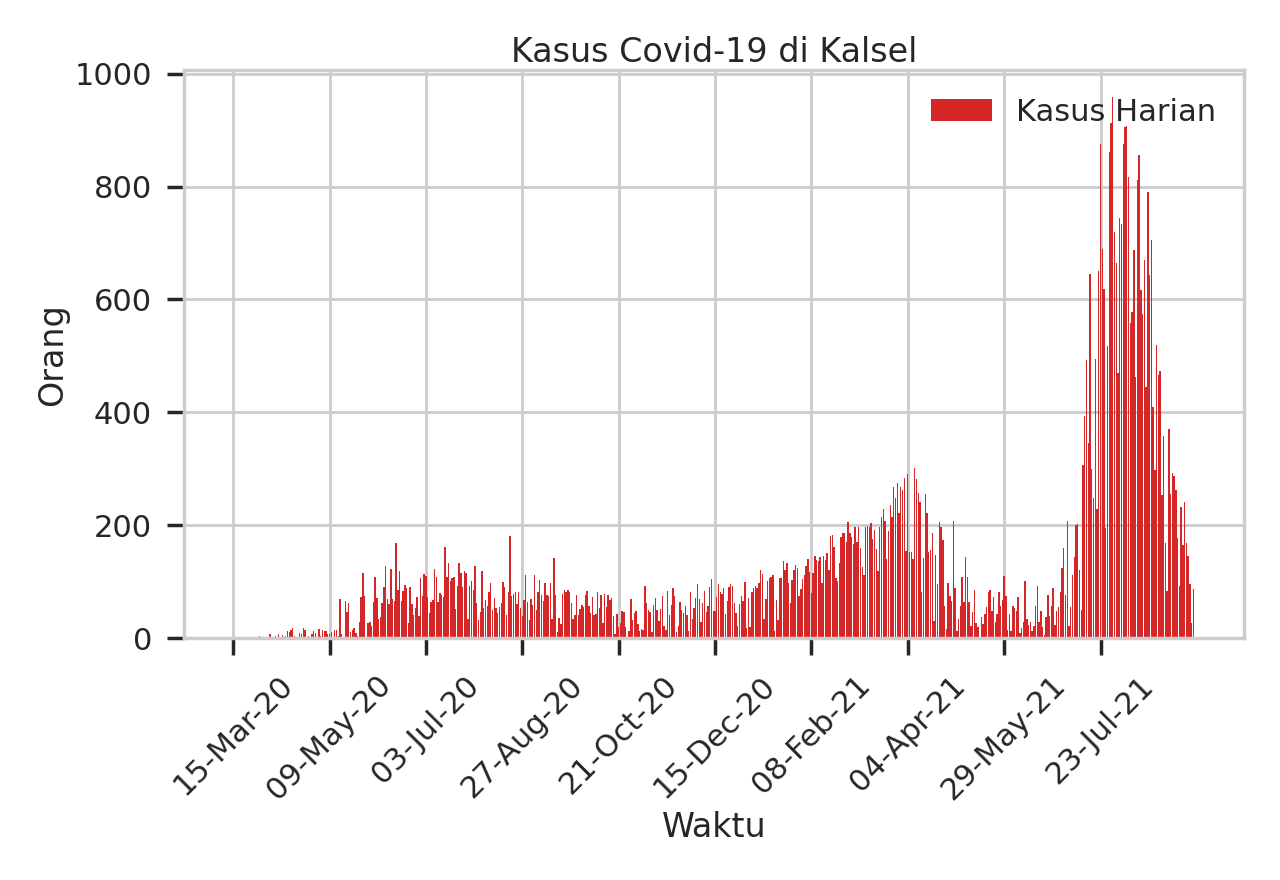 Kasus Covid-19 di Kalsel
Kasus Harian
Orang
1000
800
600
400
200
0
15-Mar-20
09-May-20
03-Jul-20
27-Aug-20
21-Oct-20
15-Dec-20
08-Feb-21
04-Apr-21
29-May-21
23-Jul-21
Waktu